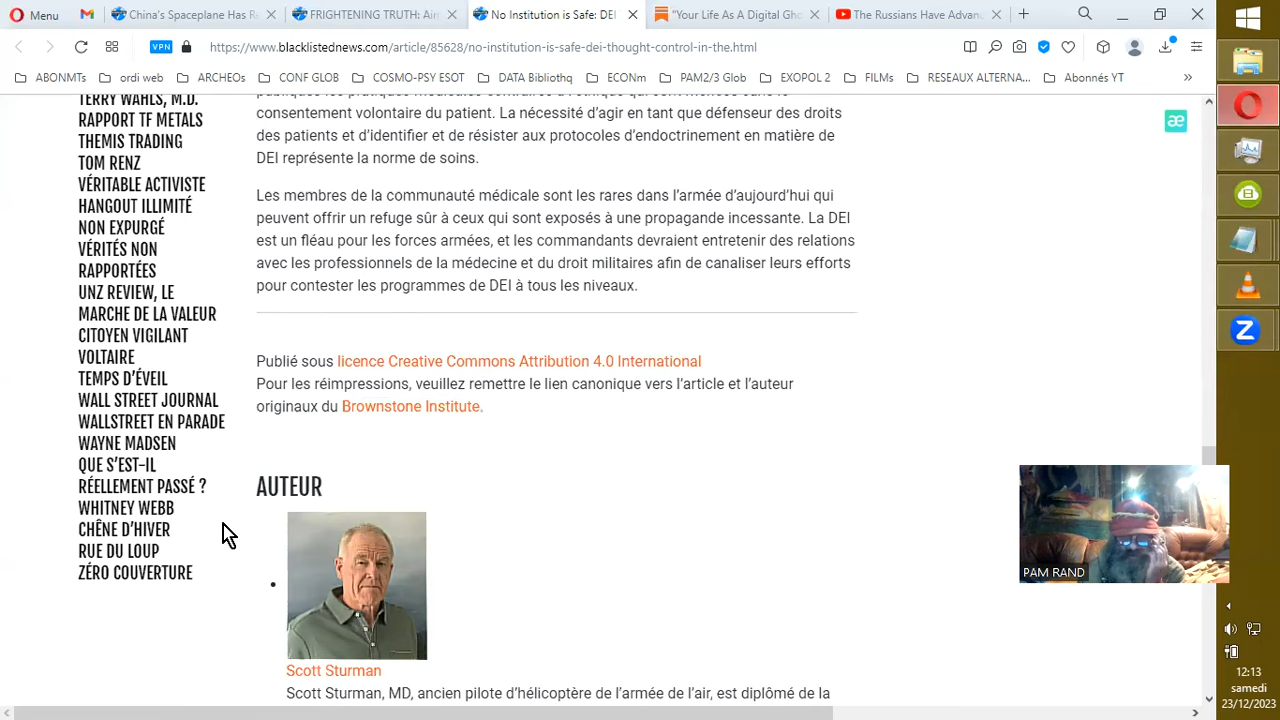 Menu
China's Spaceplane Has R
FRIGHTENING TRUTH: Air
No Institution is Safe: DEI
"Your Life As A Digital Gho
The Russians Have Advan
VPN
https://www.blacklistednews.com/article/85628/no-institution-is-safe-dei-thought-control-in-the.html
ABONMTs
ordi web
ARCHEOs
CONF GLOB
COSMO-PSY ESOT
DATA Bibliothq
ECONm
PAM2/3 Glob
EXOPOL 2
FILMs
RESEAUX ALTERNA...
Abonnés YT
»
TERRY WAHLS, M.D.
RAPPORT TF METALS
THEMIS TRADING
TOM RENZ
VÉRITABLE ACTIVISTE
HANGOUT ILLIMITÉ
NON EXPURGÉ
VÉRITÉS NON
RAPPORTÉES
UNZ REVIEW, LE
MARCHE DE LA VALEUR
CITOYEN VIGILANT
VOLTAIRE
TEMPS D'ÉVEIL
WALL STREET JOURNAL
WALLSTREET EN PARADE
WAYNE MADSEN
QUE S'EST-IL
RÉELLEMENT PASSÉ ?
WHITNEY WEBB
CHÊNE D'HIVER
RUE DU LOUP
ZÉRO COUVERTURE
consentement volontaire du patient. La nécessité d'agir en tant que défenseur des droits
des patients et d'identifier et de résister aux protocoles d'endoctrinement en matière de
DEI représente la norme de soins.
Les membres de la communauté médicale sont les rares dans l'armée d'aujourd'hui qui
peuvent offrir un refuge sûr à ceux qui sont exposés à une propagande incessante. La DEI
est un fléau pour les forces armées, et les commandants devraient entretenir des relations
avec les professionnels de la médecine et du droit militaires afin de canaliser leurs efforts
pour contester les programmes de DEI à tous les niveaux.
Publié sous licence Creative Commons Attribution 4.0 International
Pour les réimpressions, veuillez remettre le lien canonique vers l'article et l'auteur
originaux du Brownstone Institute.
AUTEUR
Scott Sturman
Scott Sturman, MD, ancien pilote d'hélicoptère de l'armée de l'air, est diplômé de la
æ
PAM RAND
Z
12:13
samedi
23/12/2023